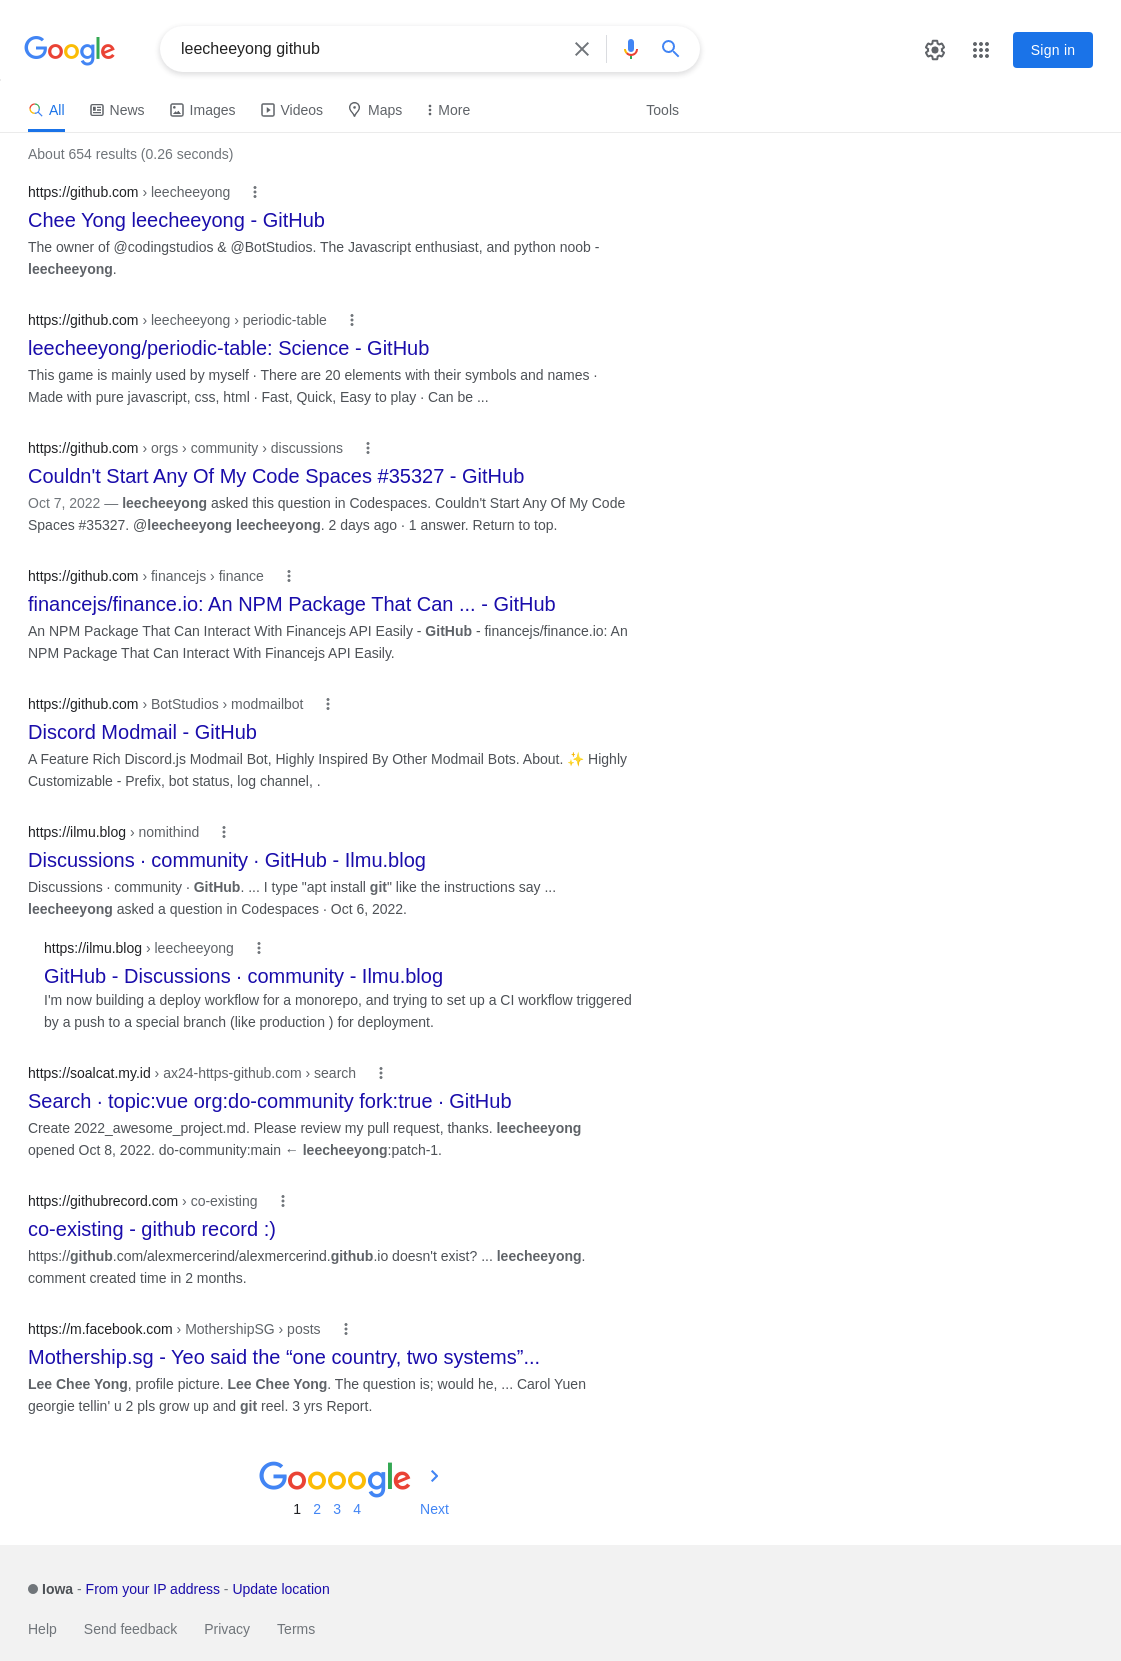 Google
leecheeyong github
Sign in
All
News
Images
Videos
Maps
More
Tools
About 654 results (0.26 seconds)
https://github.com › leecheeyong
Chee Yong leecheeyong - GitHub
The owner of @codingstudios & @BotStudios. The Javascript enthusiast, and python noob -
leecheeyong.
https://github.com › leecheeyong › periodic-table
leecheeyong/periodic-table: Science - GitHub
This game is mainly used by myself · There are 20 elements with their symbols and names ·
Made with pure javascript, css, html · Fast, Quick, Easy to play · Can be ...
https://github.com › orgs › community › discussions
Couldn't Start Any Of My Code Spaces #35327 - GitHub
Oct 7, 2022 — leecheeyong asked this question in Codespaces. Couldn't Start Any Of My Code
Spaces #35327. @leecheeyong leecheeyong. 2 days ago · 1 answer. Return to top.
https://github.com › financejs › finance
financejs/finance.io: An NPM Package That Can ... - GitHub
An NPM Package That Can Interact With Financejs API Easily - GitHub - financejs/finance.io: An
NPM Package That Can Interact With Financejs API Easily.
https://github.com › BotStudios › modmailbot
Discord Modmail - GitHub
A Feature Rich Discord.js Modmail Bot, Highly Inspired By Other Modmail Bots. About. ✨ Highly
Customizable - Prefix, bot status, log channel, .
https://ilmu.blog › nomithind
Discussions · community · GitHub - Ilmu.blog
Discussions · community · GitHub. ... I type "apt install git" like the instructions say ...
leecheeyong asked a question in Codespaces · Oct 6, 2022.
https://ilmu.blog › leecheeyong
GitHub - Discussions · community - Ilmu.blog
I'm now building a deploy workflow for a monorepo, and trying to set up a CI workflow triggered
by a push to a special branch (like production ) for deployment.
https://soalcat.my.id › ax24-https-github.com › search
Search · topic:vue org:do-community fork:true · GitHub
Create 2022_awesome_project.md. Please review my pull request, thanks. leecheeyong
opened Oct 8, 2022. do-community:main ← leecheeyong:patch-1.
https://githubrecord.com › co-existing
co-existing - github record :)
https://github.com/alexmercerind/alexmercerind.github.io doesn't exist? ... leecheeyong.
comment created time in 2 months.
https://m.facebook.com › MothershipSG › posts
Mothership.sg - Yeo said the “one country, two systems”...
Lee Chee Yong, profile picture. Lee Chee Yong. The question is; would he, ... Carol Yuen
georgie tellin' u 2 pls grow up and git reel. 3 yrs Report.
Goooogle
1 2 3 4 Next
Iowa - From your IP address - Update location
Help Send feedback Privacy Terms